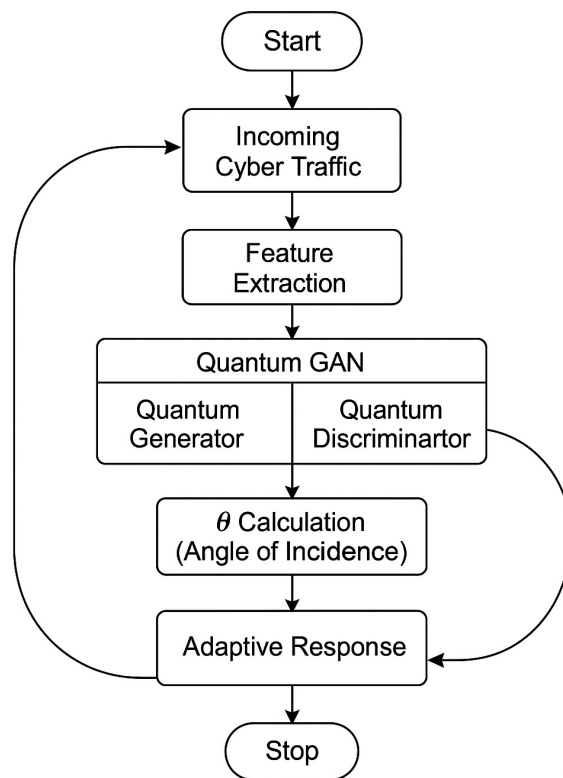 Start
Incoming
Cyber Traffic
Feature
Extraction
Quantum GAN
Quantum
Generator
Quantum
Discriminartor
θ Calculation
(Angle of Incidence)
Adaptive Response
Stop